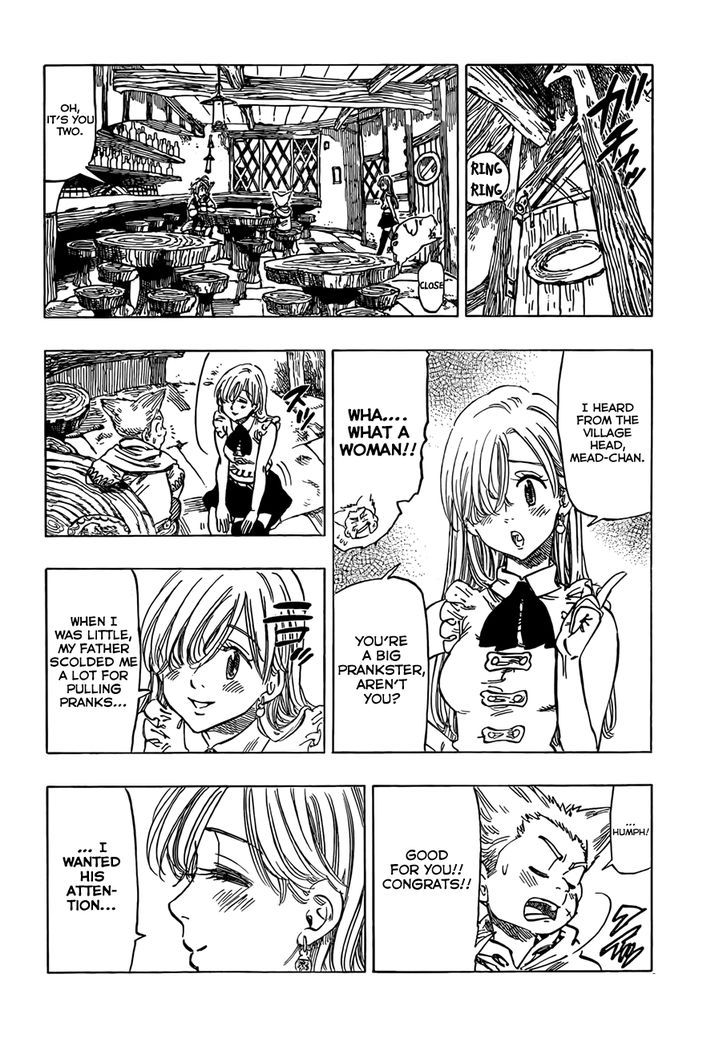 RING
RING
OH,
IT'S YOU
TWO.
CLOSE
I HEARD
FROM THE
VILLAGE
HEAD,
MEAD-CHAN.
WHA....
WHAT A
WOMAN!!
YOU'RE
A BIG
PRANKSTER,
AREN'T
YOU?
WHEN I
WAS LITTLE,
MY FATHER
SCOLDED ME
A LOT FOR
PULLING
PRANKS...
...
HUMPH!
GOOD
FOR YOU!!
CONGRATS!!
... I
WANTED
HIS
ATTEN-
TION...